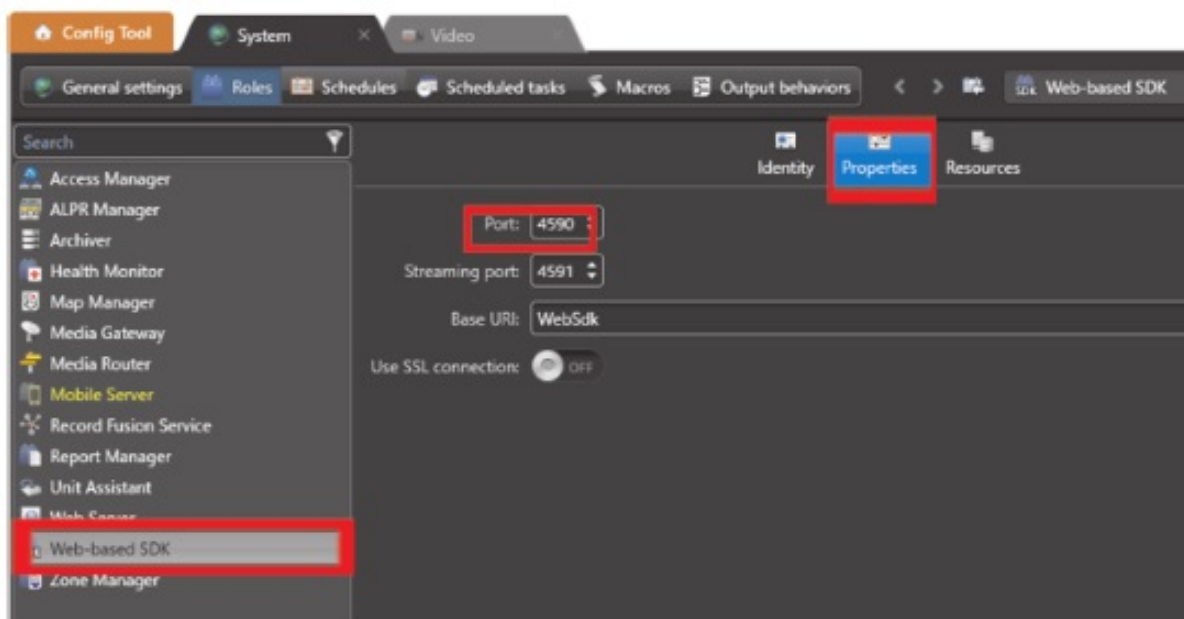 Config Tool System Video
General settings Roles Schedules Scheduled tasks Macros Output behaviors Web-based SDK
Search
Identity Properties Resources
Access Manager
ALPR Manager
Archiver
Health Monitor
Map Manager
Media Gateway
Media Router
Mobile Server
Record Fusion Service
Report Manager
Unit Assistant
Web Server
Web-based SDK
Zone Manager
Port: 4590
Streaming port: 4591
Base URI: WebSdk
Use SSL connection: OFF